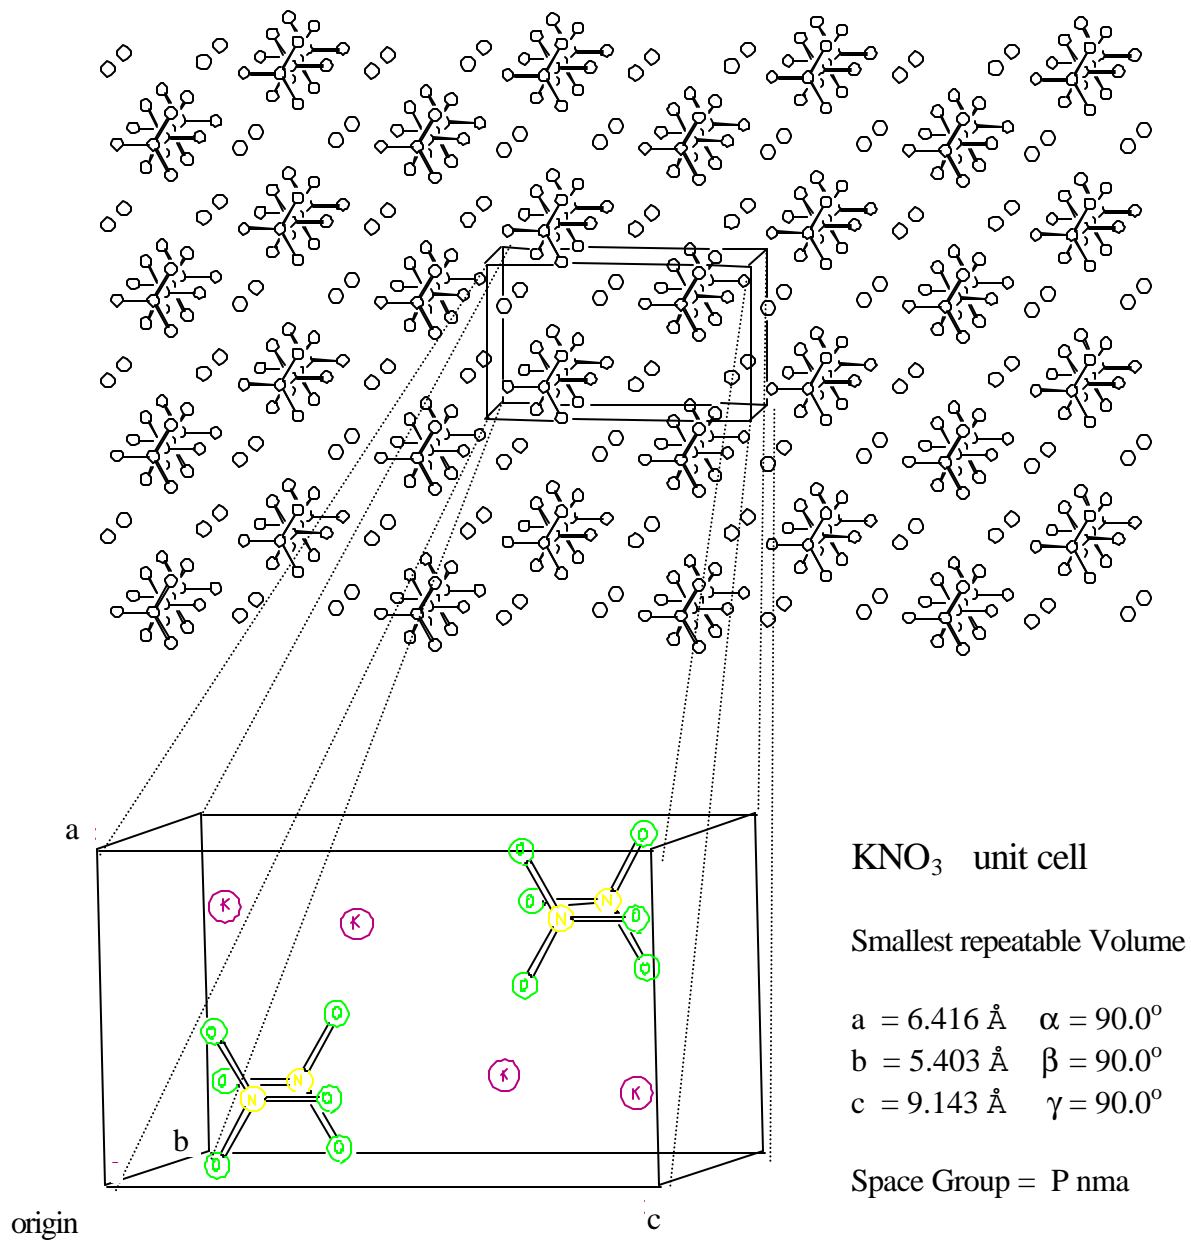 a
KNO₃ unit cell
K
K
O
O
O
N
N
O
O
O
Smallest repeatable Volume
a = 6.416 Å α = 90.0°
b = 5.403 Å β = 90.0°
c = 9.143 Å γ = 90.0°
O
O
O
N
N
O
O
O
K
K
b
Space Group = P nma
origin
c